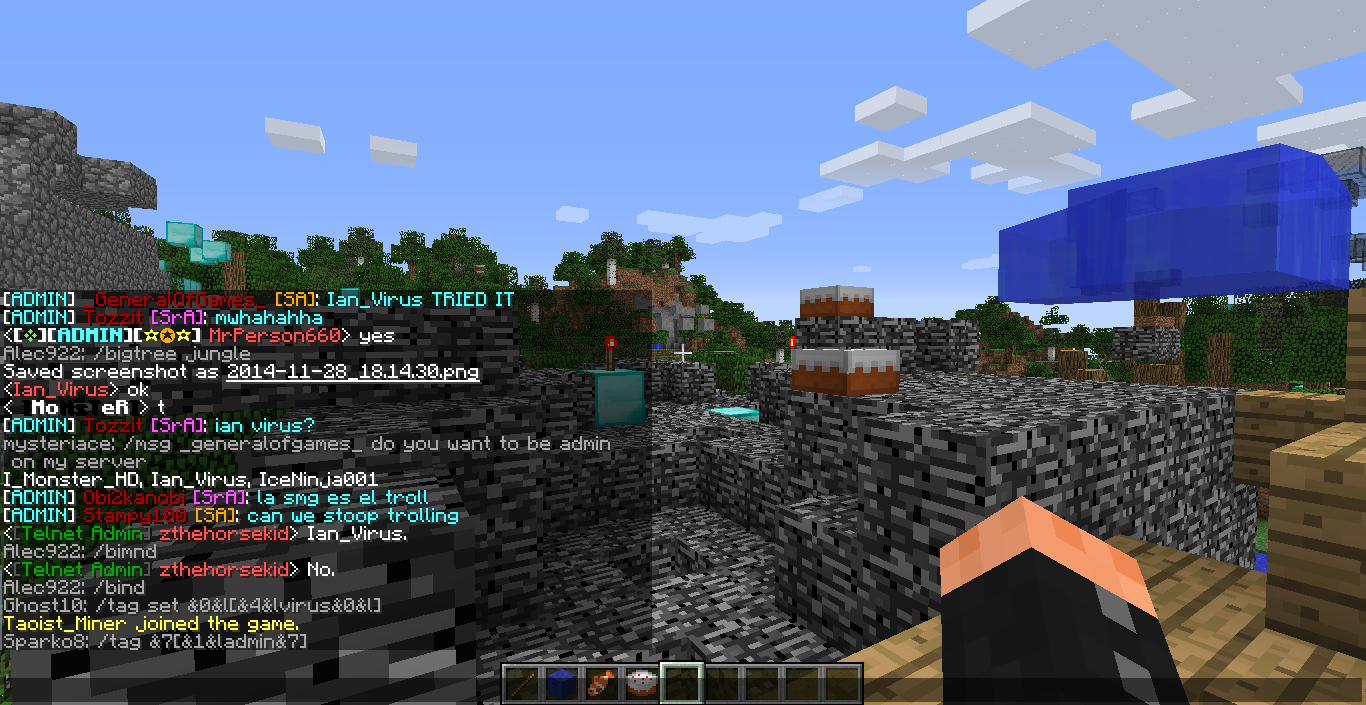 [ADMIN] _GeneralOfGames_ [SA]: Ian_Virus TRIED IT
[ADMIN] Tozzit [SrA]: mwhahahha
<[❖][ADMIN][☆✪☆] MrPerson660> yes
Alec922: /bigtree jungle
Saved screenshot as 2014-11-28_18.14.30.png
<Ian_Virus> ok
< [MoNsTeR]> t
[ADMIN] Tozzit [SrA]: ian virus?
mysteriace: /msg _generalofgames_ do you want to be admin
on my server
I_Monster_HD, Ian_Virus, IceNinja001
[ADMIN] Obi2kanobi [SrA]: la smg es el troll
[ADMIN] Stampy100 [SA]: can we stoop trolling
<[Telnet Admin] zthehorsekid> Ian_Virus.
Alec922: /bimnd
<[Telnet Admin] zthehorsekid> No.
Alec922: /bind
Ghost10: /tag set &0&l[&4&lvirus&0&l]
Taoist_Miner joined the game.
Sparko8: /tag &7[&1&ladmin&7]